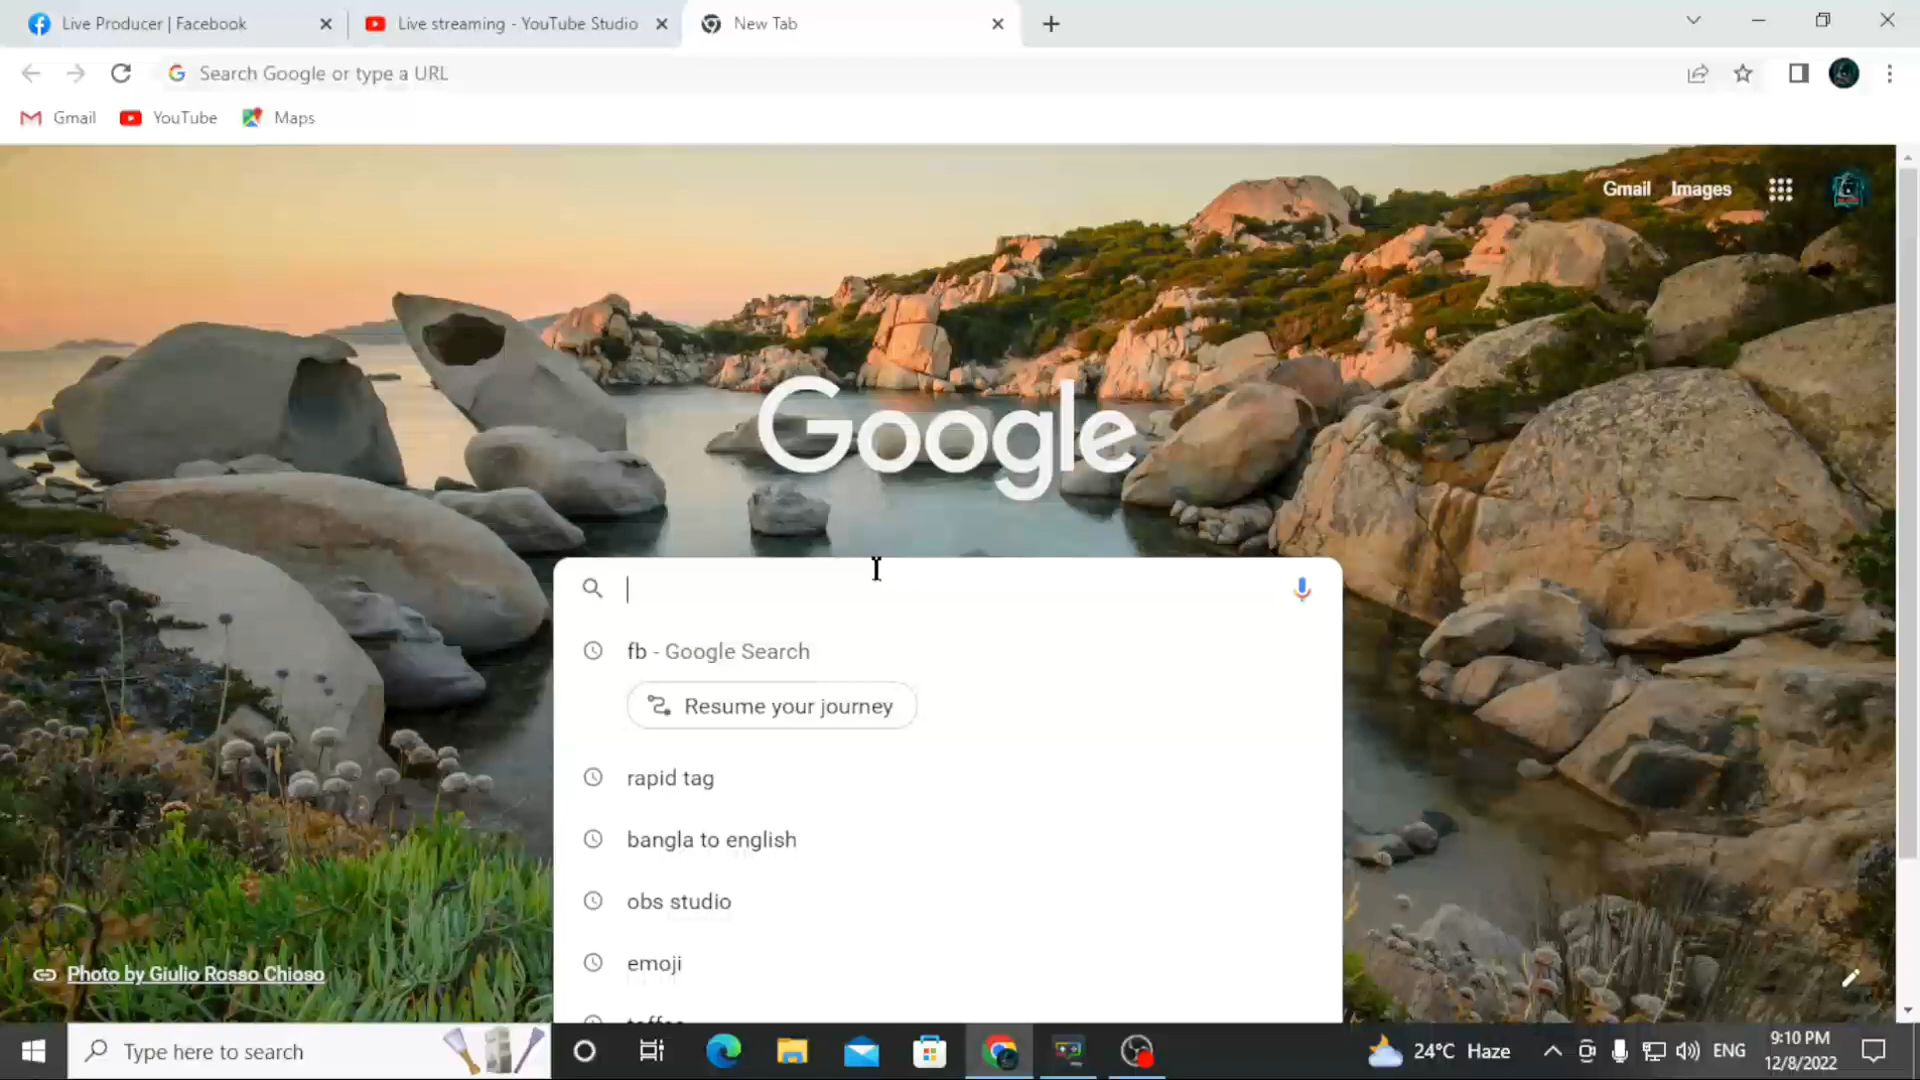 Live Producer | Facebook
Live streaming - YouTube Studio
New Tab
Search Google or type a URL
Gmail
YouTube
Maps
Gmail
Images
Google
fb - Google Search
Resume your journey
rapid tag
bangla to english
obs studio
emoji
Photo by Giulio Rosso Chioso
Type here to search
24°C Haze
ENG
9:10 PM
12/8/2022